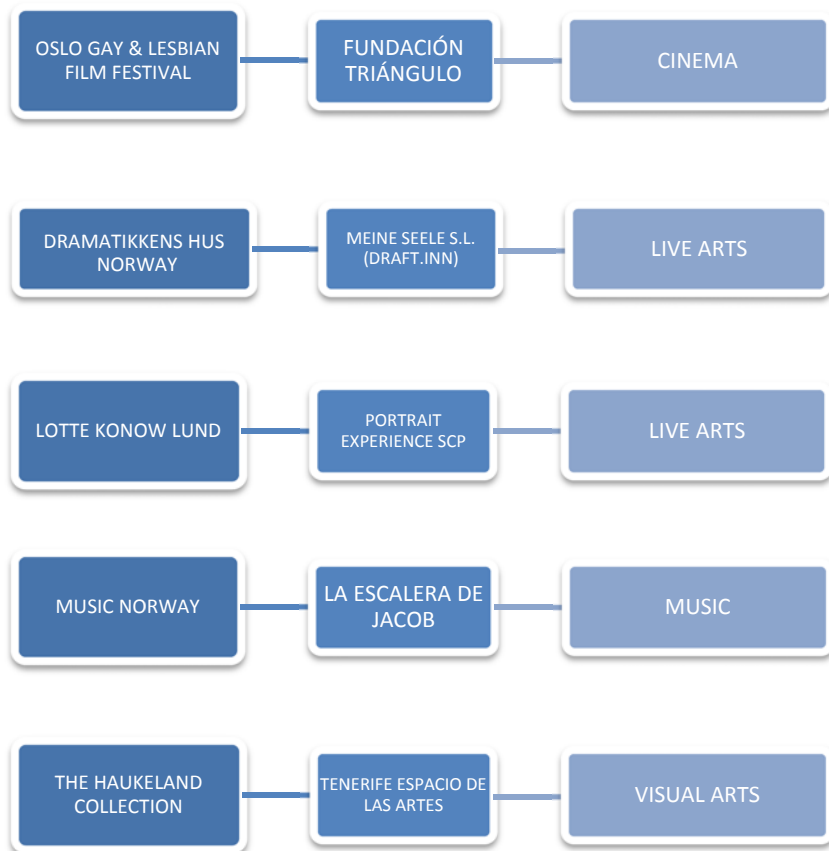 OSLO GAY & LESBIAN
FILM FESTIVAL
FUNDACIÓN
TRIÁNGULO
CINEMA
DRAMATIKKENS HUS
NORWAY
MEINE SEELE S.L.
(DRAFT.INN)
LIVE ARTS
LOTTE KONOW LUND
PORTRAIT
EXPERIENCE SCP
LIVE ARTS
MUSIC NORWAY
LA ESCALERA DE
JACOB
MUSIC
THE HAUKELAND
COLLECTION
TENERIFE ESPACIO DE
LAS ARTES
VISUAL ARTS